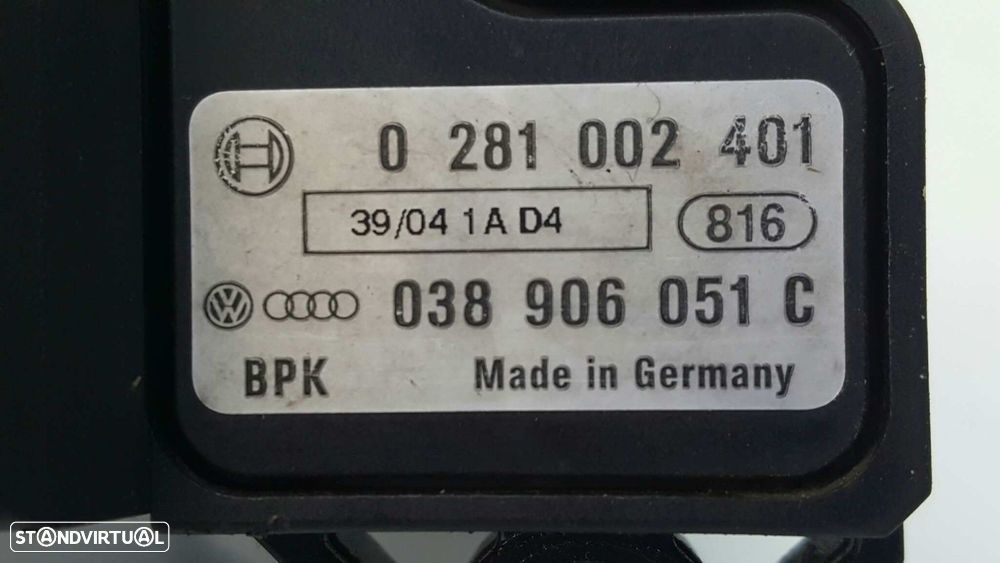 0 281 002 401
39/04 1A D4 816
038 906 051 C
BPK Made in Germany
STANDVIRTUAL